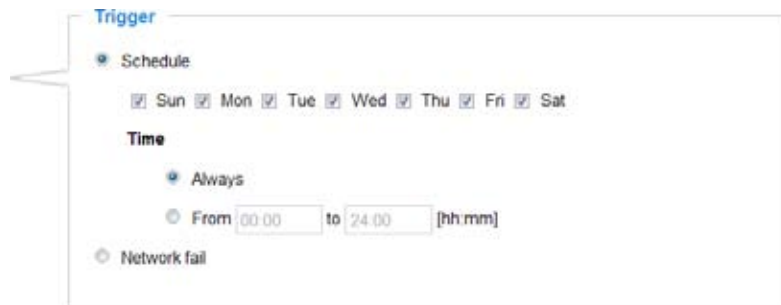 Trigger
Schedule
Sun Mon Tue Wed Thu Fri Sat
Time
Always
From 00:00 to 24:00 [hh:mm]
Network fail